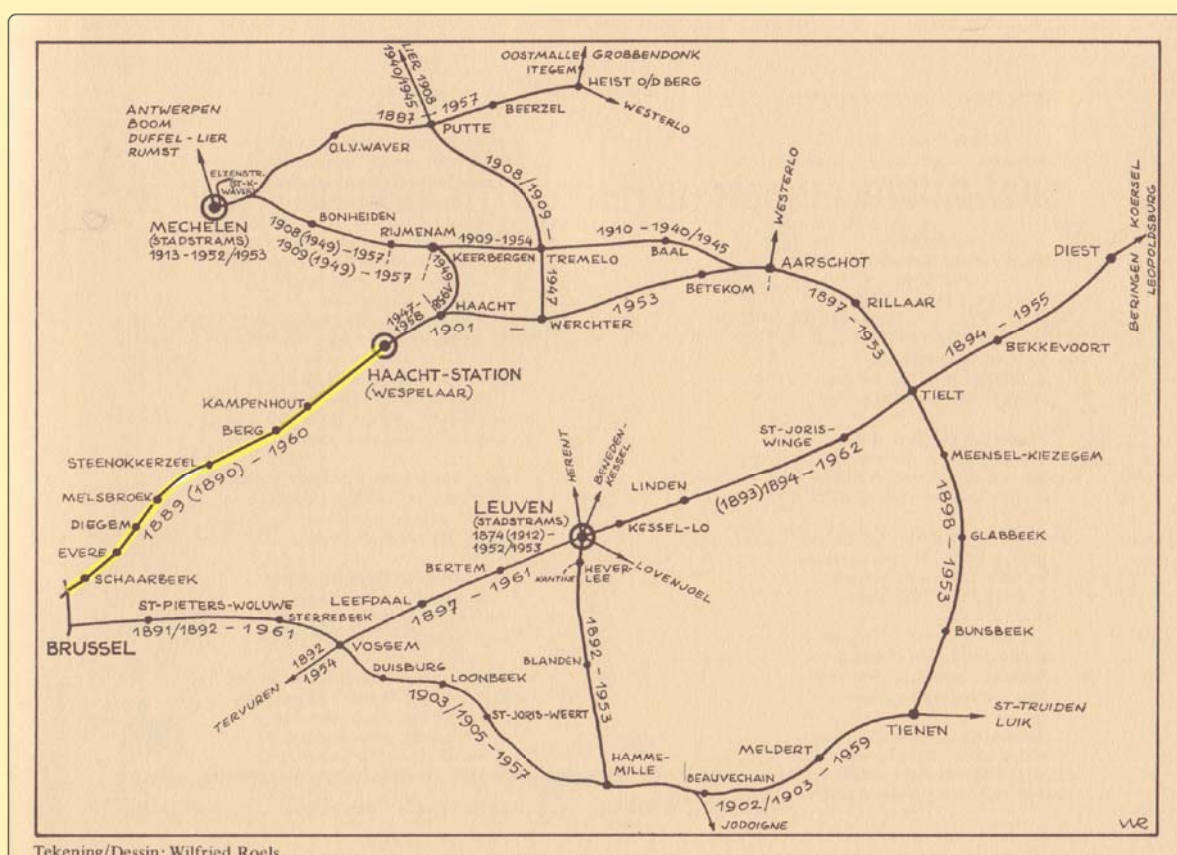 OOSTMALLE GROBBENDONK
ITEGEM
HEIST O/D BERG
WESTERLO
LIER 1908
1940/1945
1887 - 1957
BEERZEL
PUTTE
O.L.V. WAVER
ANTWERPEN
BOOM
DUFFEL - LIER
RUMST
ELZENSTR.
ST-K-
WAVER
MECHELEN
(STADSTRAMS)
1913 - 1952/1953
BONHEIDEN
1908 (1949) - 1957
1909 (1949) - 1957
RIJMENAM
1909-1954
KEERBERGEN
1908/1909 -
1947
TREMELO
1910 - 1940/1945
BAAL
WESTERLO
AARSCHOT
BETEKOM
1953
WERCHTER
HAACHT
1901 -
1947-
1958
HAACHT-STATION
(WESPELAAR)
RILLAAR
1897 - 1953
DIEST
BERINGEN KOERSEL
LEOPOLDSBURG
1894 - 1955
BEKKEVOORT
TIELT
KAMPENHOUT
BERG
STEENOKKERZEEL
MELSBROEK
DIEGEM
EVERE
SCHAARBEEK
1889 (1890) - 1960
ST-JORIS-
WINGE
(1893) 1894 - 1962
LINDEN
KESSEL-LO
HERENT
BENEDEN-
KESSEL
LEUVEN
(STADSTRAMS)
1874 (1912) -
1952/1953
LOVENJOEL
KANTINE
HEVER-
LEE
BERTEM
LEEFDAAL
1897 - 1961
MEENSEL-KIEZEGEM
1898 - 1953
GLABBEEK
BUNSBEEK
BRUSSEL
ST-PIETERS-WOLUWE
1891/1892 - 1961
STERREBEEK
VOSSEM
1892
1954
TERVUREN
DUISBURG
LOONBEEK
1903/1905 - 1957
ST-JORIS-WEERT
BLANDEN
1892 - 1953
HAMME-
MILLE
BEAUVECHAIN
1902/1903 - 1959
JODOIGNE
MELDERT
TIENEN
ST-TRUIDEN
LUIK
WR
Tekening/Dessin: Wilfried Roels